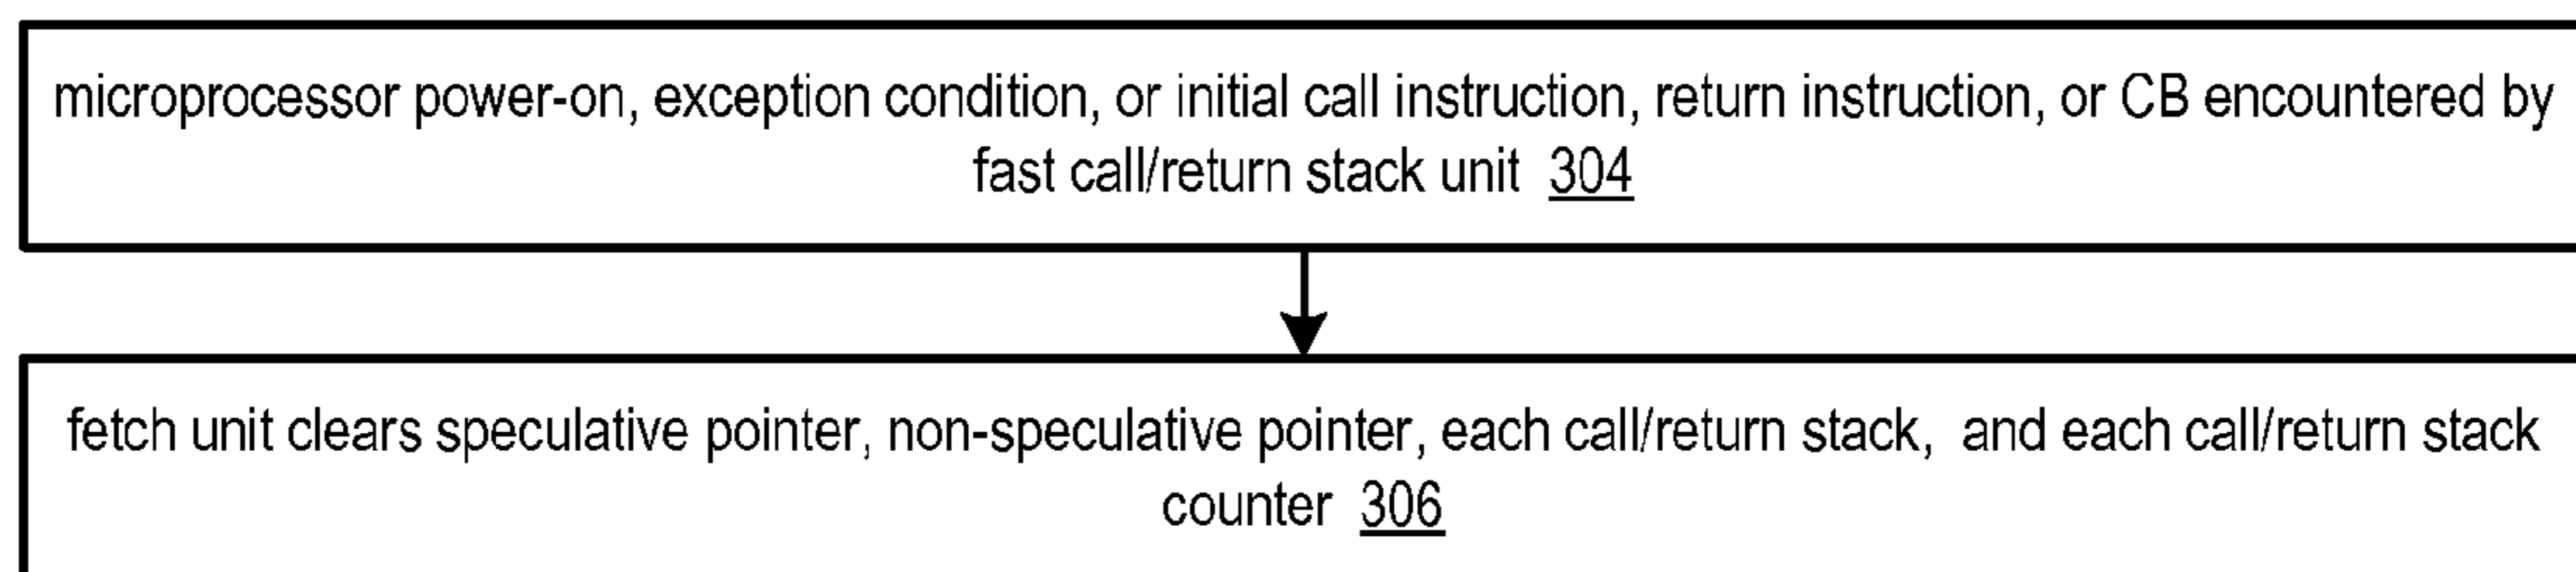 microprocessor power-on, exception condition, or initial call instruction, return instruction, or CB encountered by
fast call/return stack unit 304
fetch unit clears speculative pointer, non-speculative pointer, each call/return stack, and each call/return stack
counter 306